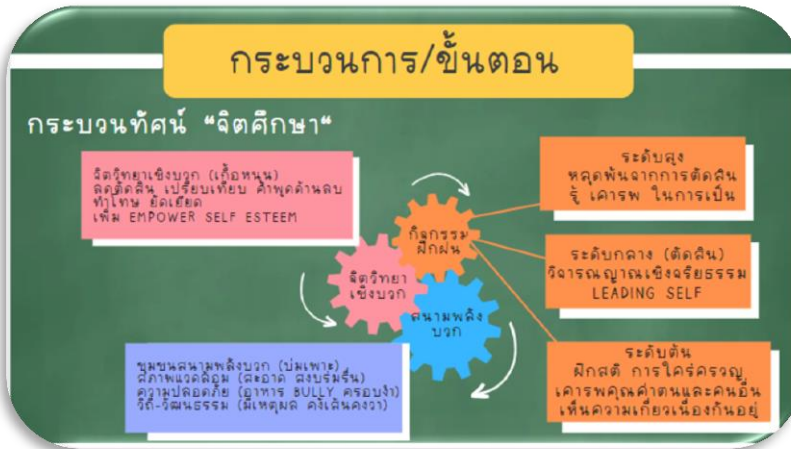 กระบวนการ/ขั้นตอน
กระบวนทัศน์ “จิตศึกษา“
จิตวิทยาเชิงบวก (เกื้อหนุน)
ลดตัดสิน เปรียบเทียบ คำพูดด้านลบ
ทำโทษ ยัดเยียด
เพิ่ม EMPOWER SELF ESTEEM
กิจกรรม
ฝึกฝน
จิตวิทยา
เชิงบวก
สนามพลัง
บวก
ชุมชนสนามพลังบวก (บ่มเพาะ)
สภาพแวดล้อม (สะอาด สงบร่มรื่น)
ความปลอดภัย (อาหาร BULLY ครอบงำ)
วิถี-วัฒนธรรม (มีเหตุผล คงเส้นคงวา)
ระดับสูง
หลุดพ้นจากการตัดสิน
รู้ เคารพ ในการเป็น
ระดับกลาง (ตัดสิน)
วิจารณญาณเชิงจริยธรรม
LEADING SELF
ระดับต้น
ฝึกสติ การใคร่ครวญ
เคารพคุณค่าตนและคนอื่น
เห็นความเกี่ยวเนื่องกันอยู่